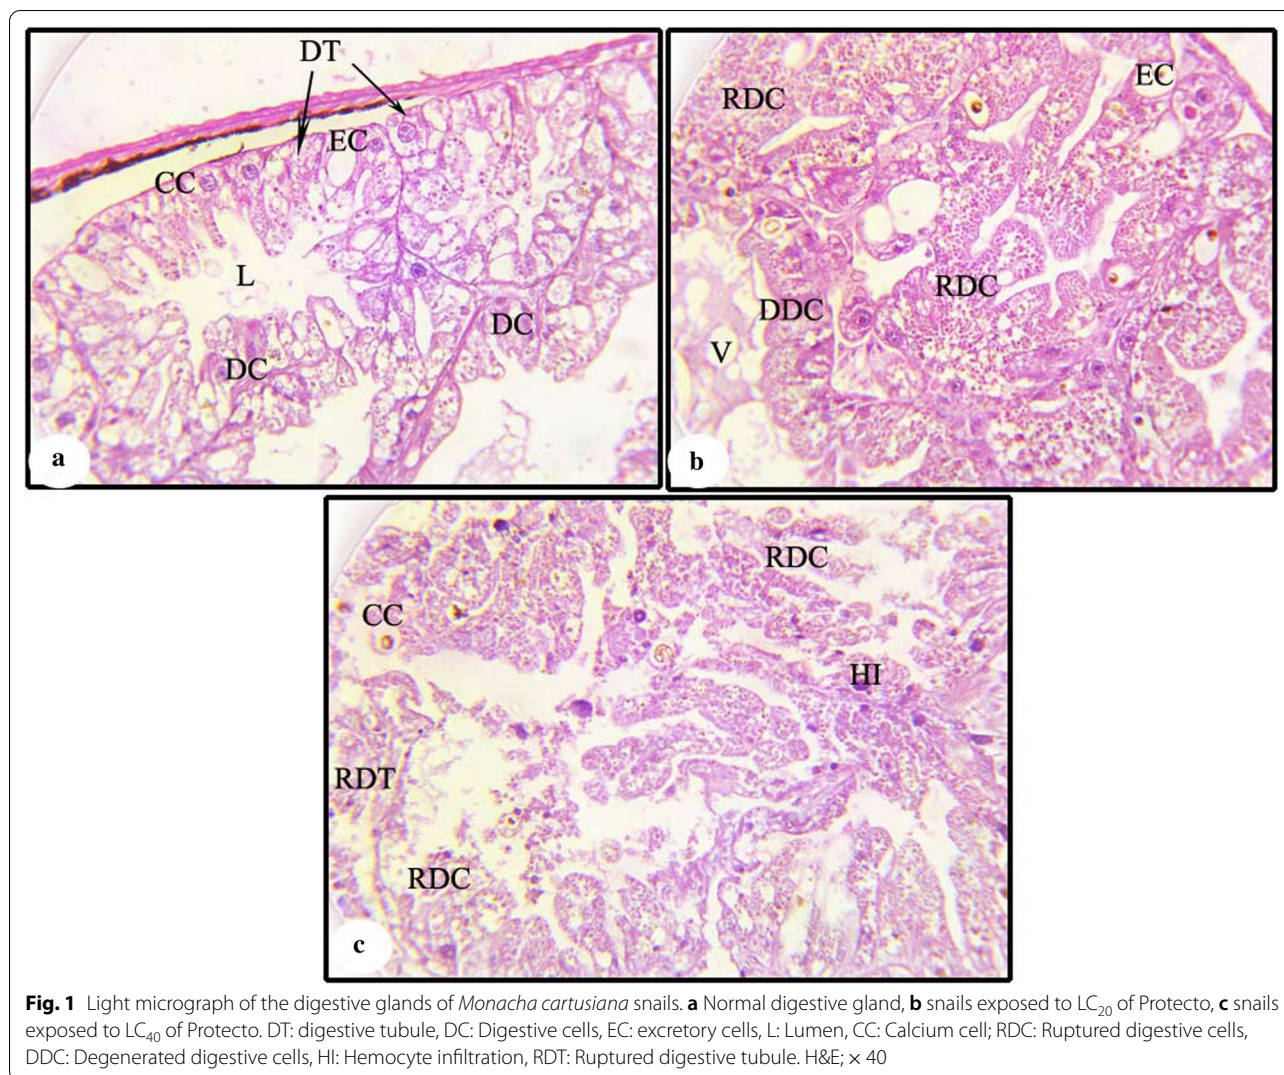 DT
EC
CC
L
DC
DC
a
RDC
EC
RDC
DDC
V
b
RDC
CC
HI
RDT
RDC
c
Fig. 1 Light micrograph of the digestive glands of Monacha cartusiana snails. a Normal digestive gland, b snails exposed to LC20 of Protecto, c snails
exposed to LC40 of Protecto. DT: digestive tubule, DC: Digestive cells, EC: excretory cells, L: Lumen, CC: Calcium cell; RDC: Ruptured digestive cells,
DDC: Degenerated digestive cells, HI: Hemocyte infiltration, RDT: Ruptured digestive tubule. H&E; × 40